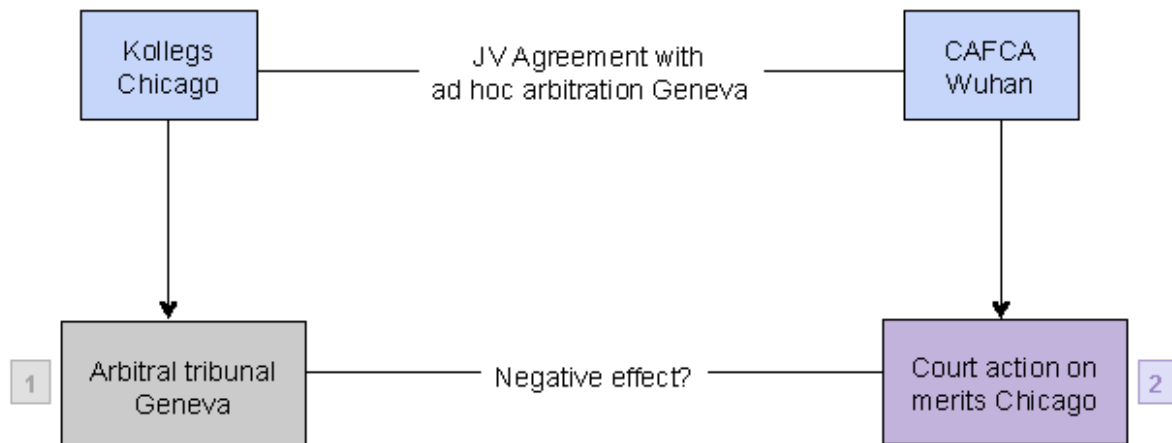 Kollegs
Chicago
JV Agreement with
ad hoc arbitration Geneva
CAFCA
Wuhan
1
Arbitral tribunal
Geneva
Negative effect?
Court action on
merits Chicago
2